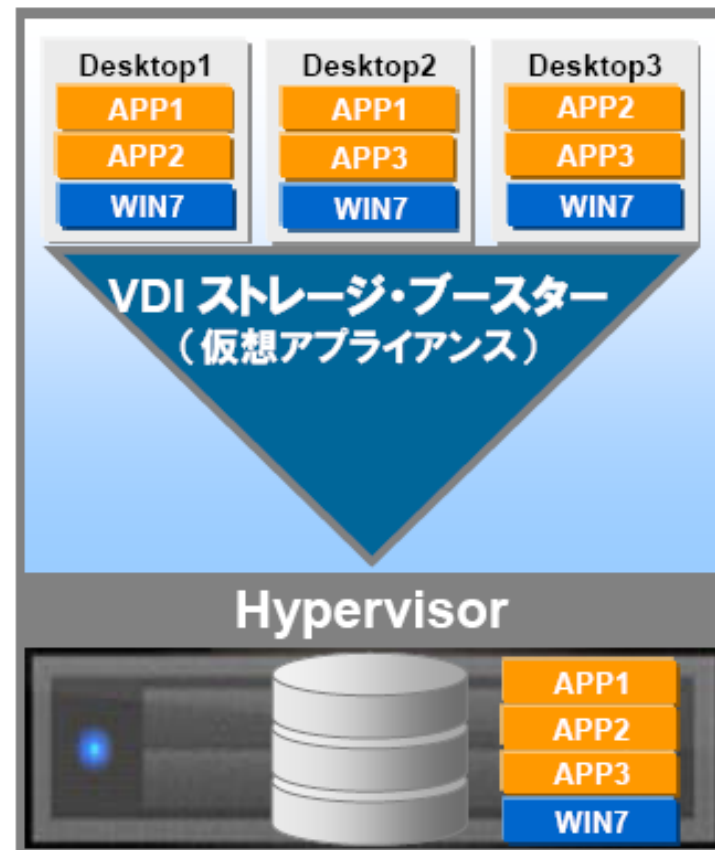 Desktop1
APP1
APP2
WIN7
Desktop2
APP1
APP3
WIN7
Desktop3
APP2
APP3
WIN7
VDI ストレージ・ブースター
（仮想アプライアンス）
Hypervisor
APP1
APP2
APP3
WIN7